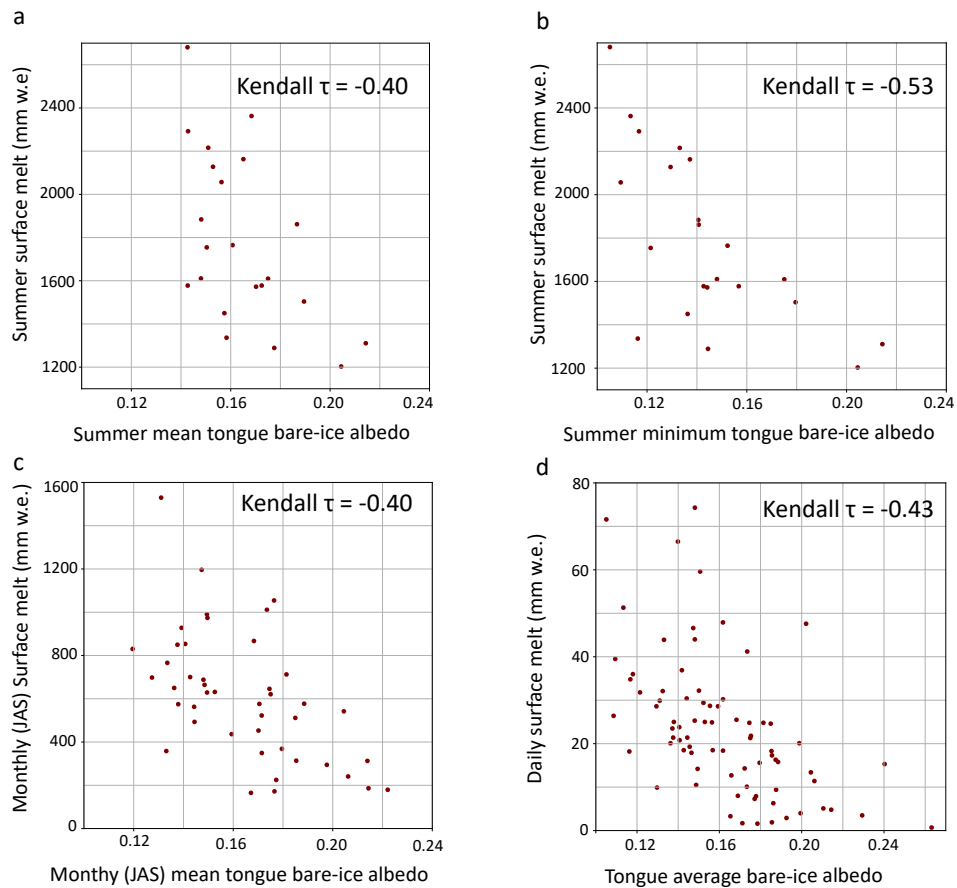 a
Kendall τ = -0.40
Summer surface melt (mm w.e)
2400
2000
1600
1200
0.12 0.16 0.20 0.24
Summer mean tongue bare-ice albedo
b
Kendall τ = -0.53
Summer surface melt (mm w.e.)
2400
2000
1600
1200
0.12 0.16 0.20 0.24
Summer minimum tongue bare-ice albedo
c
Kendall τ = -0.40
Monthly (JAS) Surface melt (mm w.e.)
1600
1200
800
400
0
0.12 0.16 0.20 0.24
Monthy (JAS) mean tongue bare-ice albedo
d
Kendall τ = -0.43
Daily surface melt (mm w.e.)
80
60
40
20
0
0.12 0.16 0.20 0.24
Tongue average bare-ice albedo